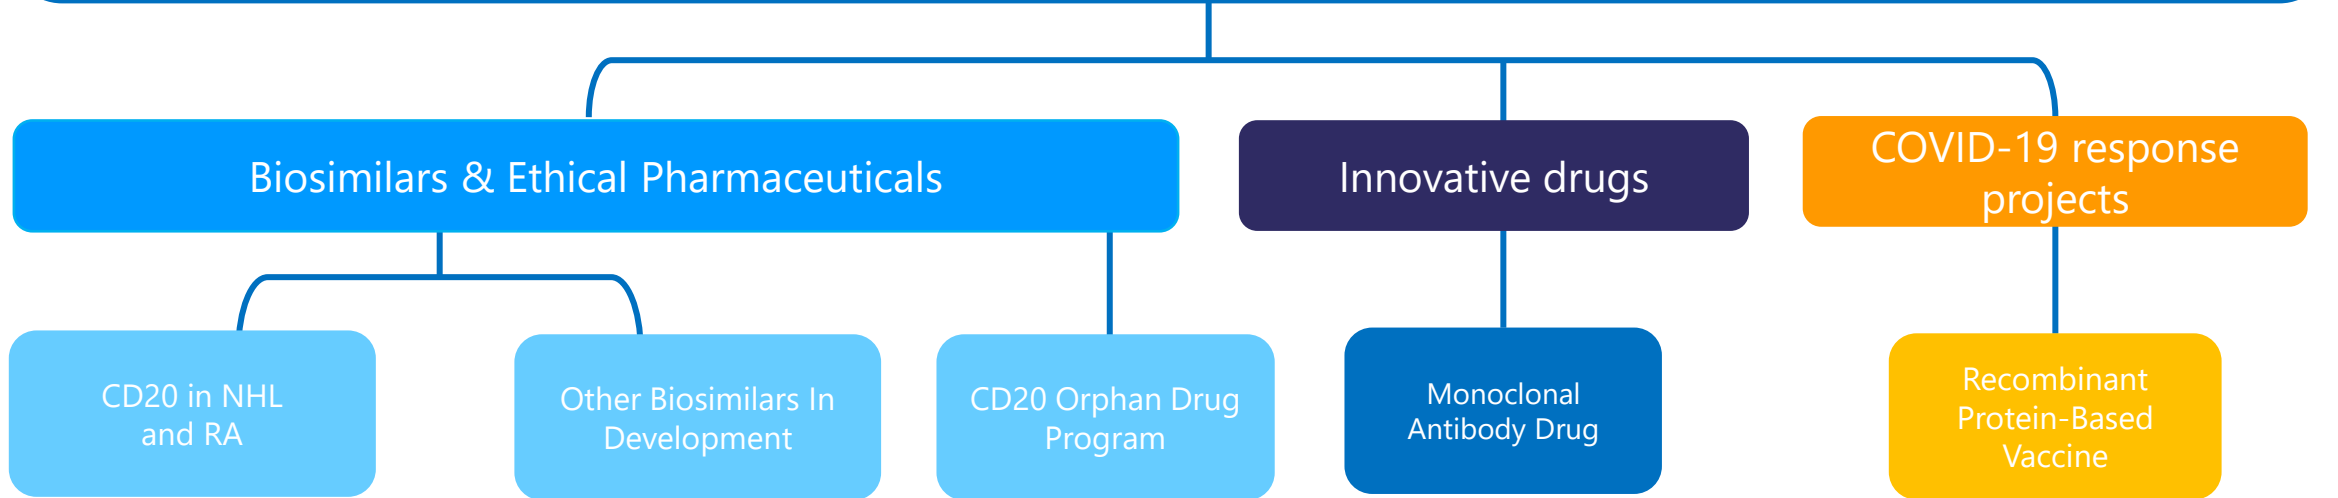 Biosimilars & Ethical Pharmaceuticals
Innovative drugs
COVID-19 response
projects
CD20 in NHL
and RA
Other Biosimilars In
Development
CD20 Orphan Drug
Program
Monoclonal
Antibody Drug
Recombinant
Protein-Based
Vaccine